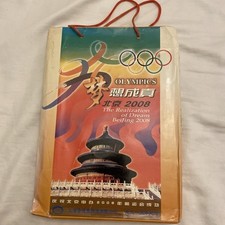 OLYMPICS
梦想成真
北京 2008
The Realization
of Dream
Beijing 2008